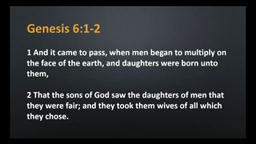 Genesis 6:1-2
1 And it came to pass, when men began to multiply on
the face of the earth, and daughters were born unto
them,
2 That the sons of God saw the daughters of men that
they were fair; and they took them wives of all which
they chose.